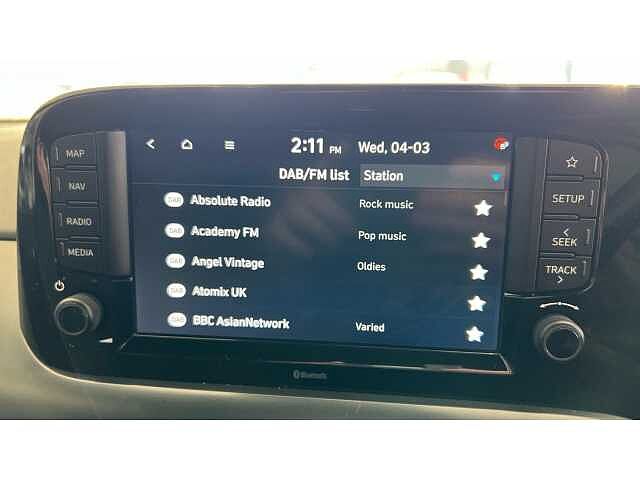 MAP
NAV
RADIO
MEDIA
2:11 PM Wed, 04-03
DAB/FM list Station
DAB Absolute Radio Rock music
DAB Academy FM Pop music
DAB Angel Vintage Oldies
DAB Atomix UK
DAB BBC AsianNetwork Varied
SETUP
< SEEK
TRACK >
Bluetooth